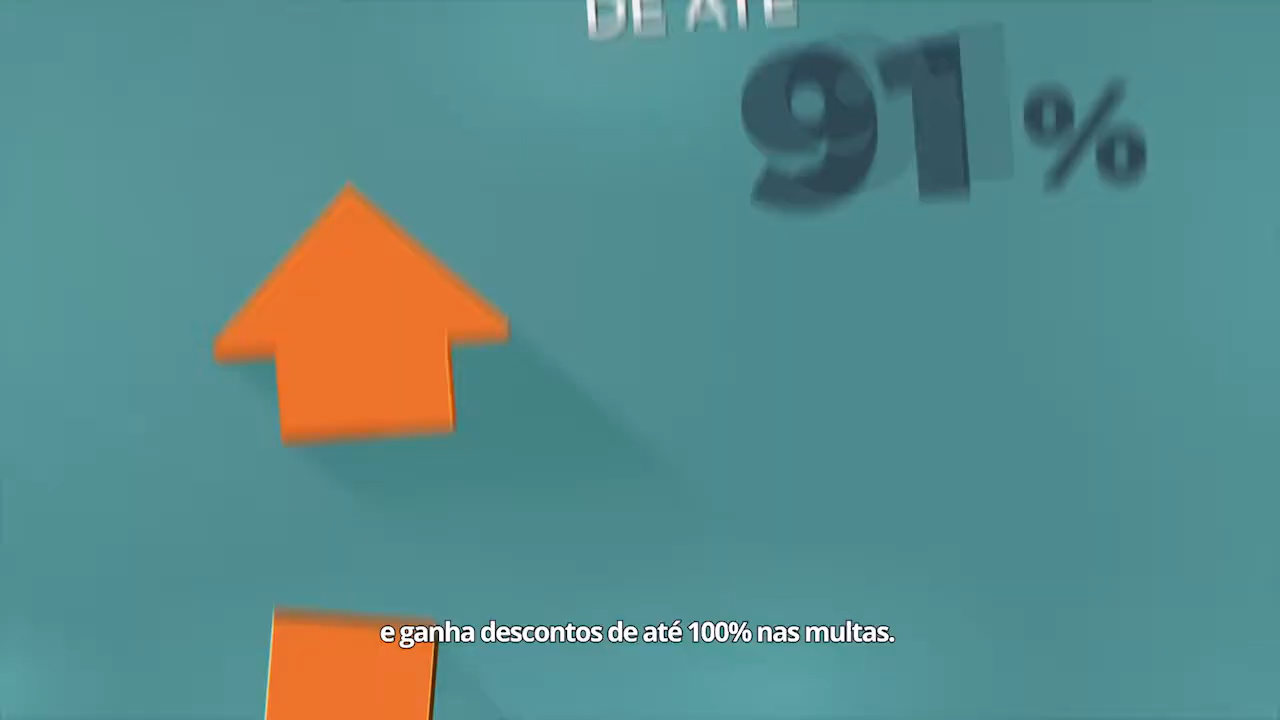 DE ATÉ
91%
e ganha descontos de até 100% nas multas.